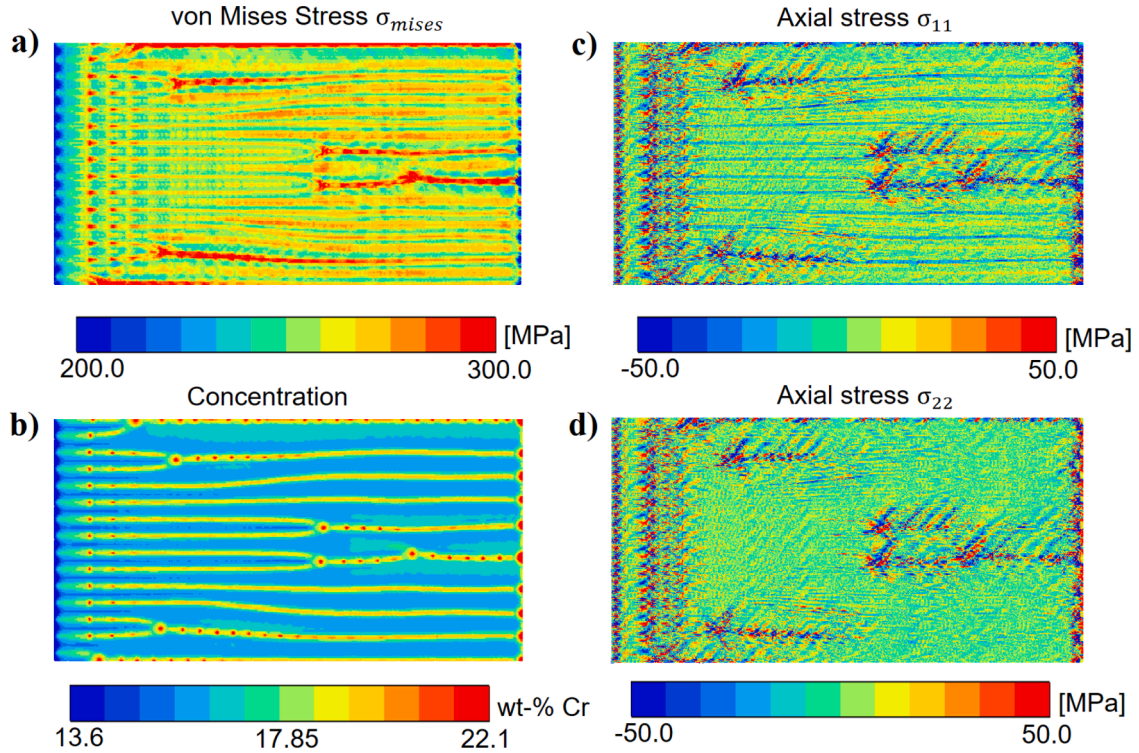 von Mises Stress σmises
a)
[MPa]
200.0 300.0
Concentration
b)
wt-% Cr
13.6 17.85 22.1
Axial stress σ11
c)
[MPa]
-50.0 50.0
Axial stress σ22
d)
[MPa]
-50.0 50.0